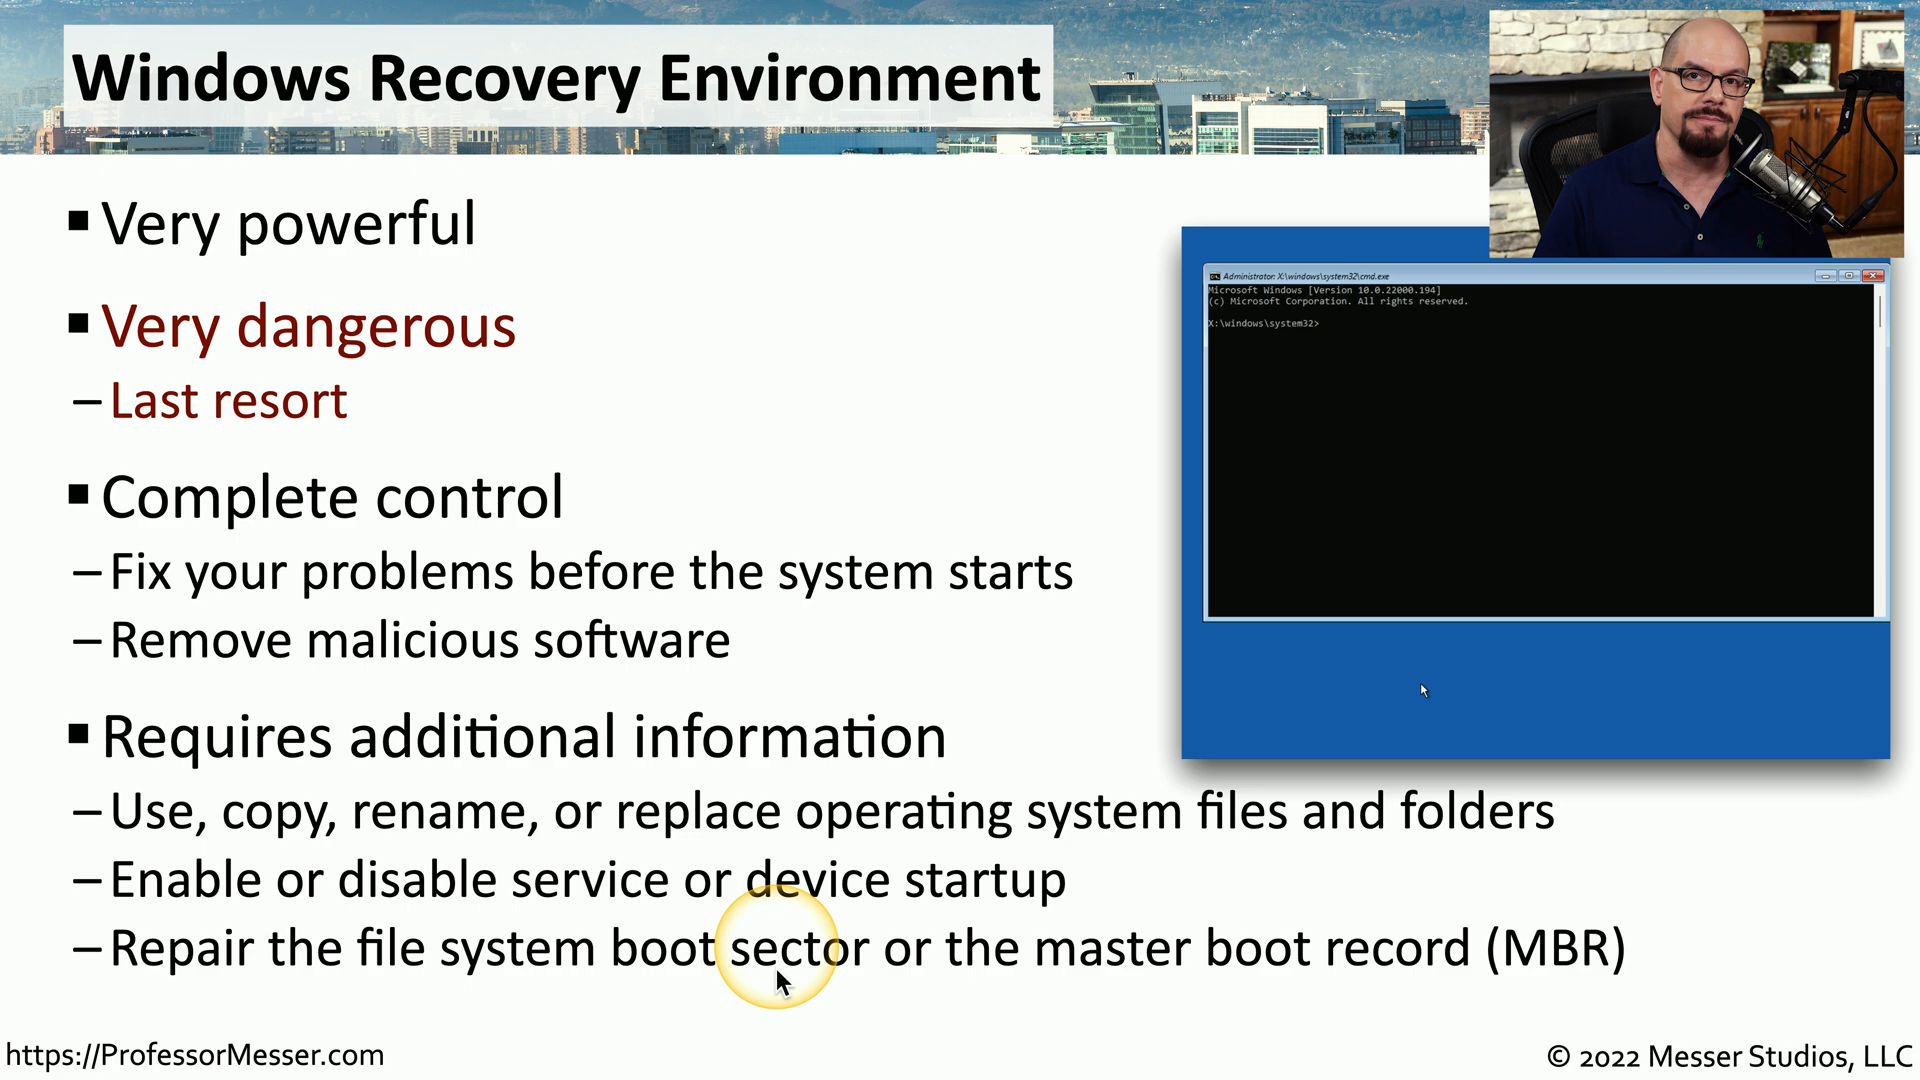 Windows Recovery Environment
▪ Very powerful
▪ Very dangerous
– Last resort
▪ Complete control
– Fix your problems before the system starts
– Remove malicious software
▪ Requires additional information
– Use, copy, rename, or replace operating system files and folders
– Enable or disable service or device startup
– Repair the file system boot sector or the master boot record (MBR)
Administrator: X:\windows\system32\cmd.exe
Microsoft Windows [Version 10.0.22000.194]
(c) Microsoft Corporation. All rights reserved.
X:\windows\system32>
https://ProfessorMesser.com
© 2022 Messer Studios, LLC